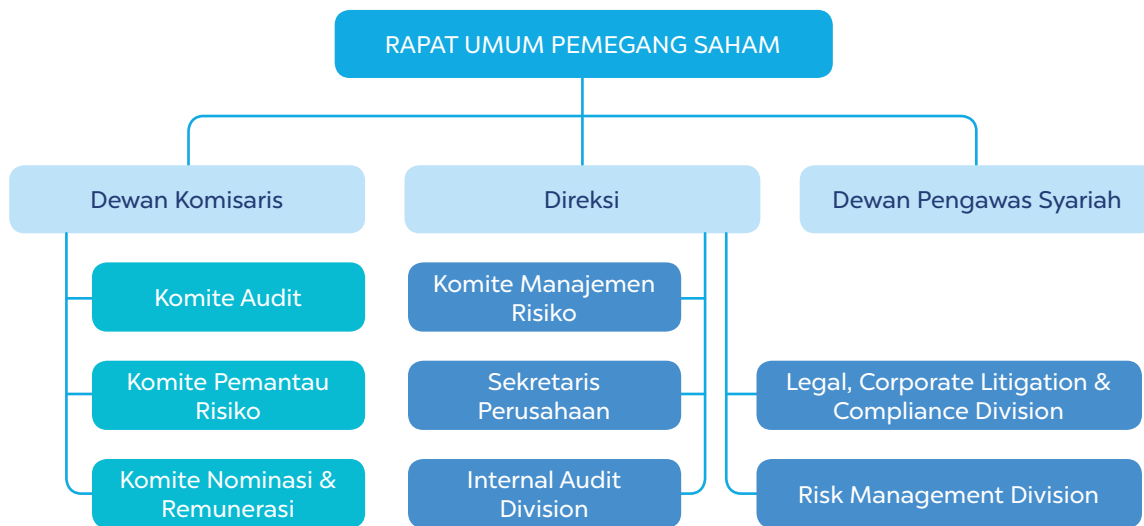 RAPAT UMUM PEMEGANG SAHAM
Dewan Komisaris
Direksi
Dewan Pengawas Syariah
Komite Audit
Komite Manajemen
Risiko
Komite Pemantau
Risiko
Sekretaris
Perusahaan
Legal, Corporate Litigation &
Compliance Division
Komite Nominasi &
Remunerasi
Internal Audit
Division
Risk Management Division